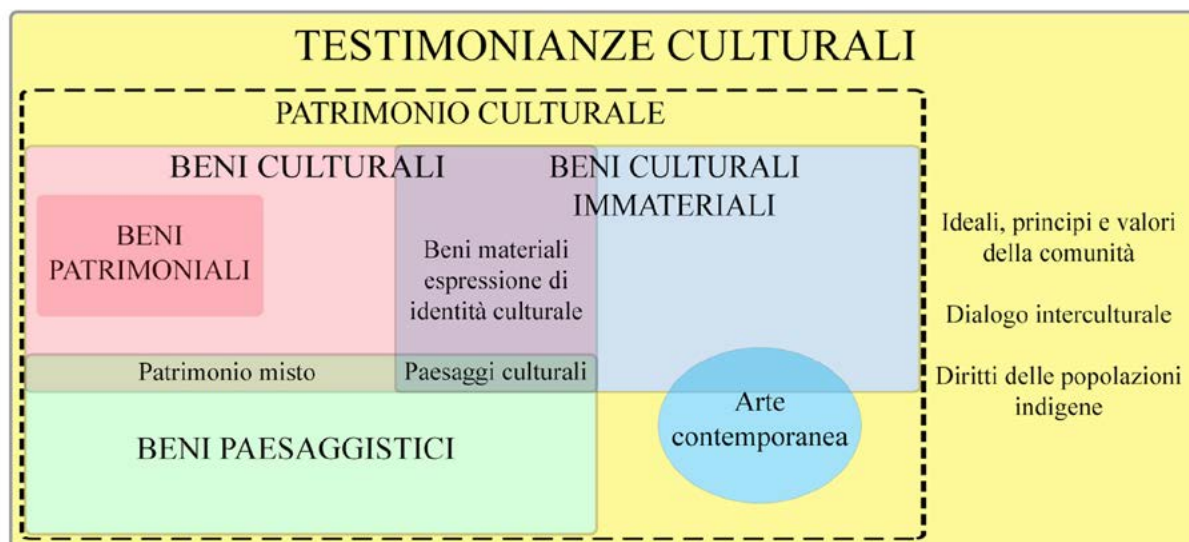 TESTIMONIANZE CULTURALI
PATRIMONIO CULTURALE
BENI CULTURALI
BENI CULTURALI
IMMATERIALI
BENI
PATRIMONIALI
Beni materiali
espressione di
identità culturale
Patrimonio misto
Paesaggi culturali
BENI PAESAGGISTICI
Arte
contemporanea
Ideali, principi e valori
della comunità
Dialogo interculturale
Diritti delle popolazioni
indigene